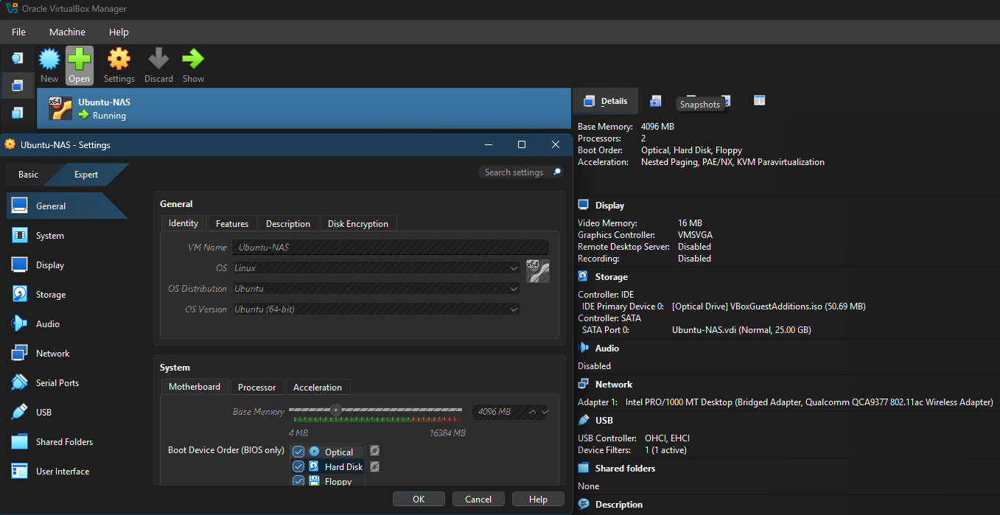 Oracle VirtualBox Manager
File Machine Help
New Open Settings Discard Show
x64 Ubuntu-NAS
Running
Details
Snapshots
Base Memory: 4096 MB
Processors: 2
Boot Order: Optical, Hard Disk, Floppy
Acceleration: Nested Paging, PAE/NX, KVM Paravirtualization
Display
Video Memory: 16 MB
Graphics Controller: VMSVGA
Remote Desktop Server: Disabled
Recording: Disabled
Storage
Controller: IDE
IDE Primary Device 0: [Optical Drive] VBoxGuestAdditions.iso (50.69 MB)
Controller: SATA
SATA Port 0: Ubuntu-NAS.vdi (Normal, 25.00 GB)
Audio
Disabled
Network
Adapter 1: Intel PRO/1000 MT Desktop (Bridged Adapter, Qualcomm QCA9377 802.11ac Wireless Adapter)
USB
USB Controller: OHCI, EHCI
Device Filters: 1 (1 active)
Shared folders
None
Description
Ubuntu-NAS - Settings
Basic Expert
Search settings
General
System
Display
Storage
Audio
Network
Serial Ports
USB
Shared Folders
User Interface
General
Identity Features Description Disk Encryption
VM Name Ubuntu-NAS
OS Linux
x64
OS Distribution Ubuntu
OS Version Ubuntu (64-bit)
System
Motherboard Processor Acceleration
Base Memory 4096 MB
4 MB 16384 MB
Boot Device Order (BIOS only) Optical
Hard Disk
Floppy
OK Cancel Help